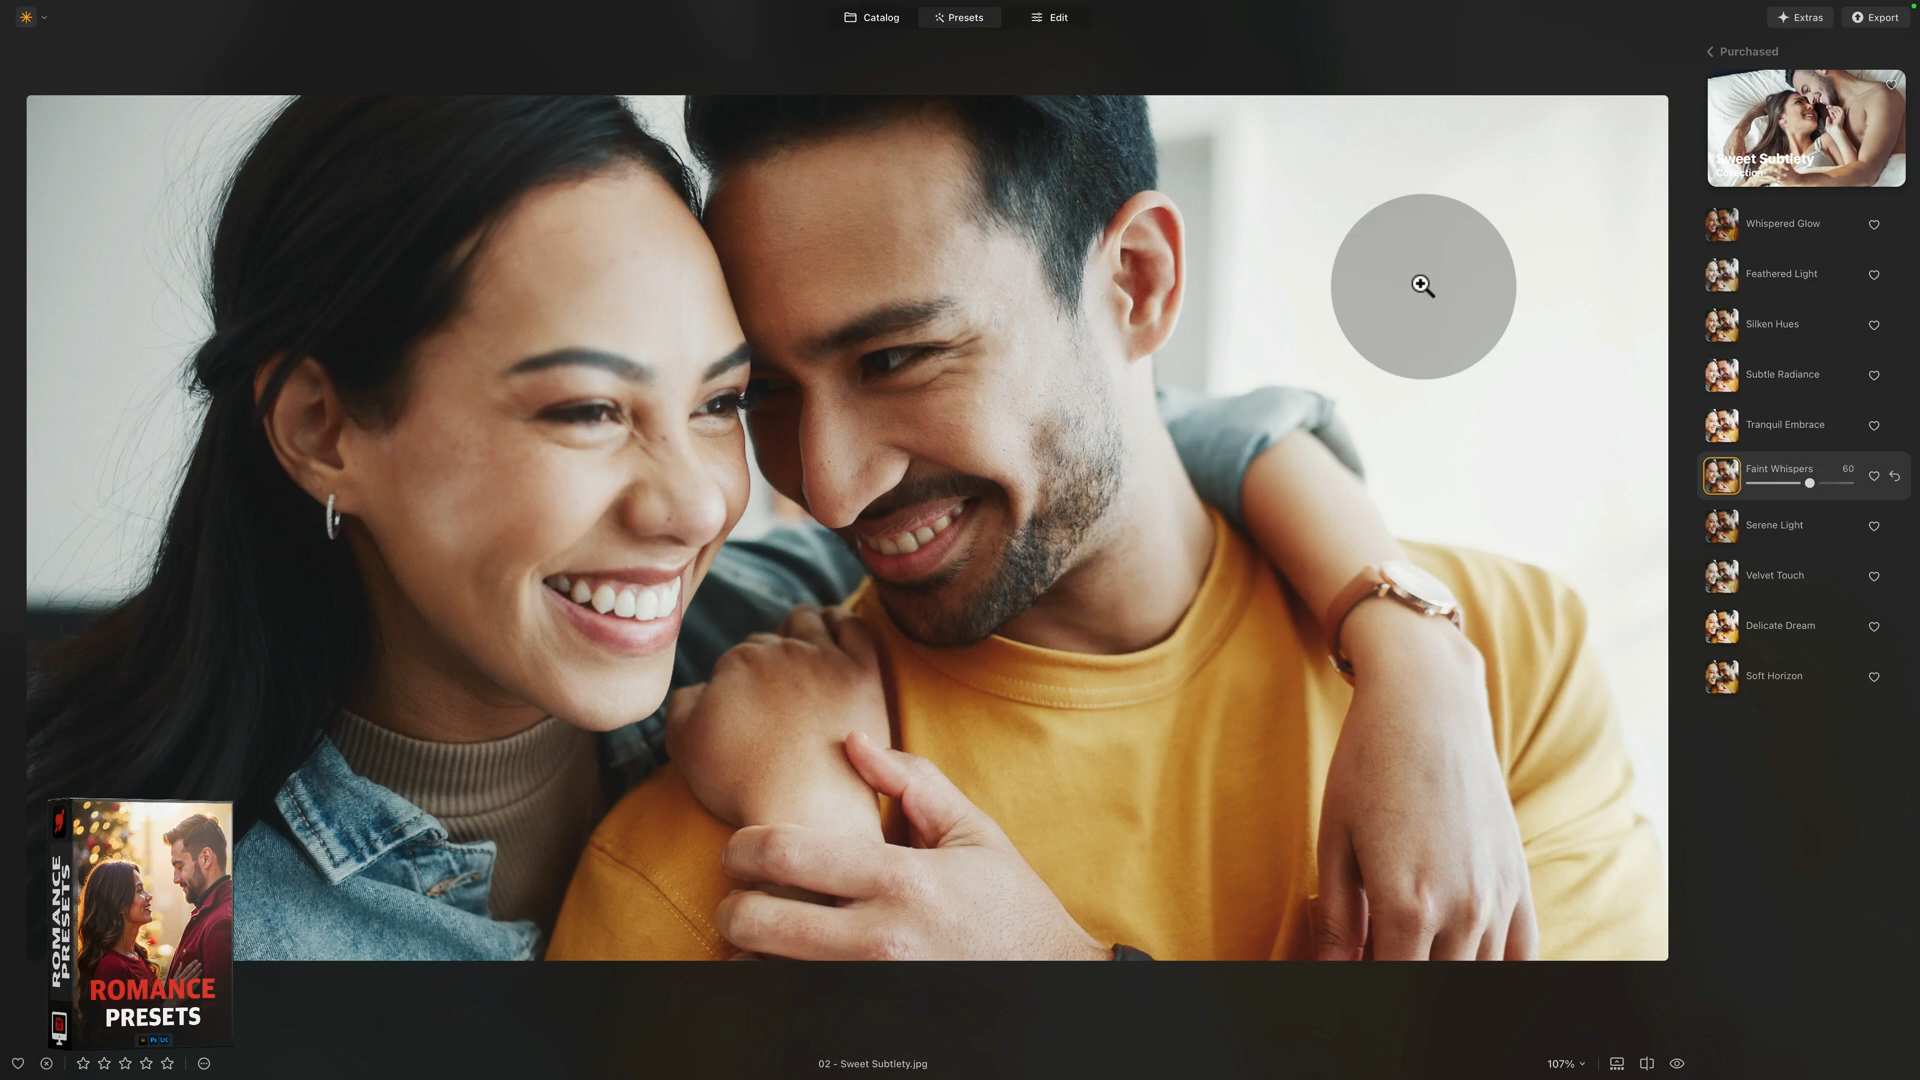 Catalog
Presets
Edit
Extras
Export
Purchased
Sweet Subtlety
Collection
Whispered Glow
Feathered Light
Silken Hues
Subtle Radiance
Tranquil Embrace
Faint Whispers 60
Serene Light
Velvet Touch
Delicate Dream
Soft Horizon
ROMANCE
PRESETS
ROMANCE
PRESETS
Ps LrC
02 - Sweet Subtlety.jpg
107%